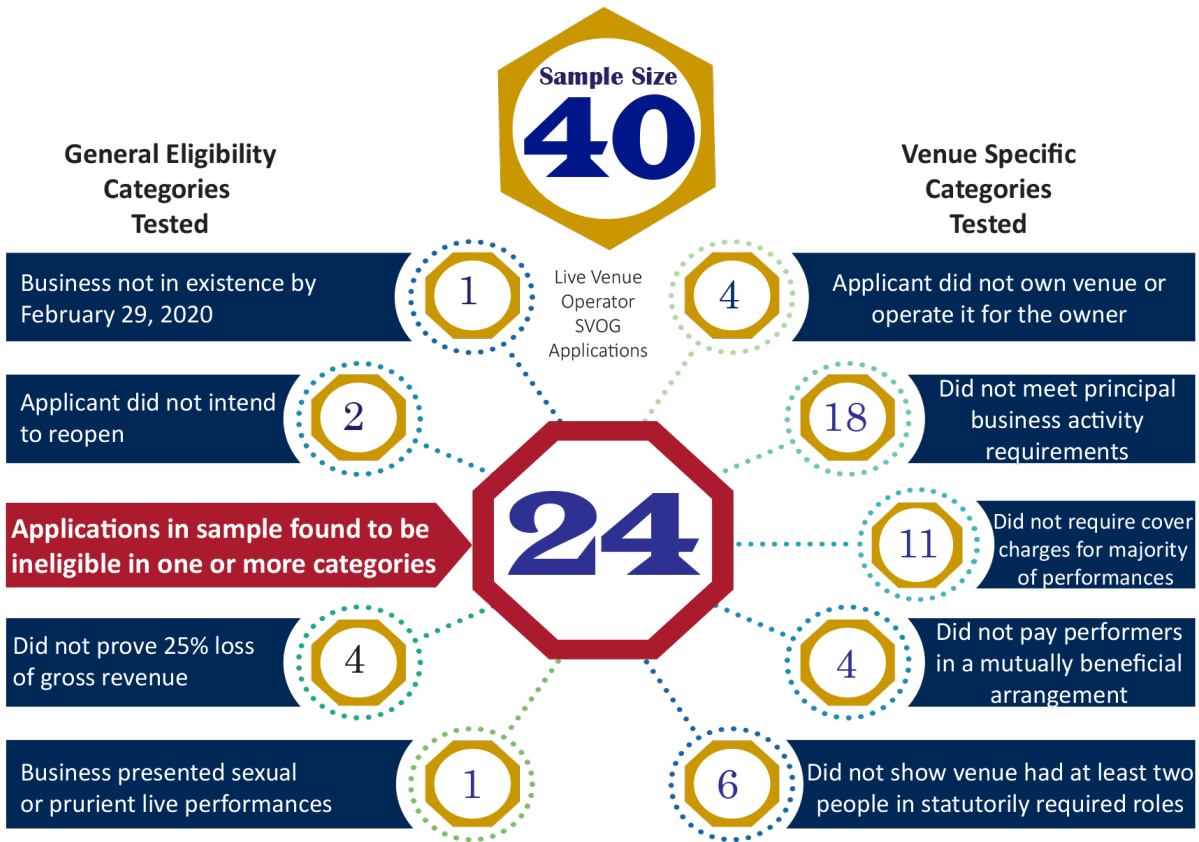 Sample Size
40
Live Venue
Operator
SVOG
Applications
General Eligibility
Categories
Tested
Business not in existence by
February 29, 2020
1
Applicant did not intend
to reopen
2
Applications in sample found to be
ineligible in one or more categories
24
Did not prove 25% loss
of gross revenue
4
Business presented sexual
or prurient live performances
1
Venue Specific
Categories
Tested
4
Applicant did not own venue or
operate it for the owner
18
Did not meet principal
business activity
requirements
11
Did not require cover
charges for majority
of performances
4
Did not pay performers
in a mutually beneficial
arrangement
6
Did not show venue had at least two
people in statutorily required roles